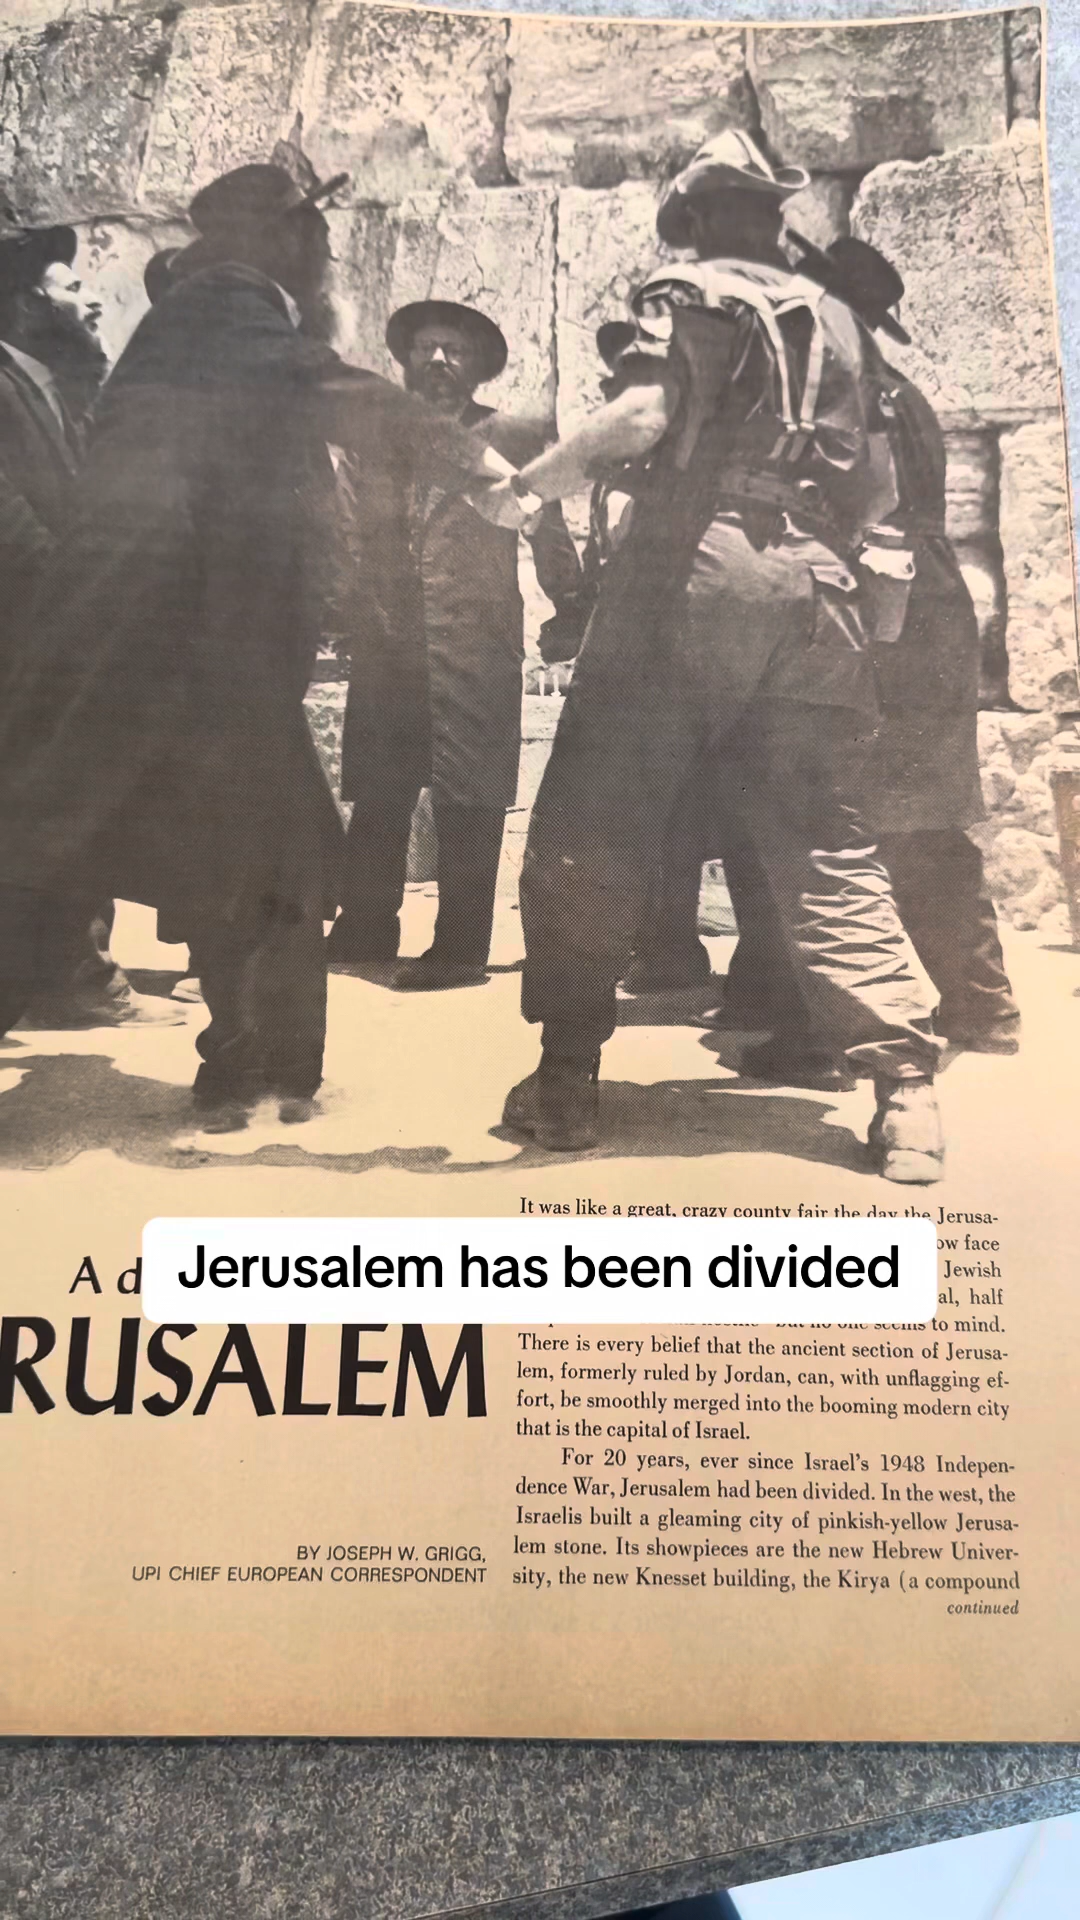 A d
RUSALEM
BY JOSEPH W. GRIGG,
UPI CHIEF EUROPEAN CORRESPONDENT
It was like a great, crazy county fair the day the Jerusa-
ow face
Jewish
al, half
but no one seems to mind.
There is every belief that the ancient section of Jerusa-
lem, formerly ruled by Jordan, can, with unflagging ef-
fort, be smoothly merged into the booming modern city
that is the capital of Israel.
For 20 years, ever since Israel's 1948 Indepen-
dence War, Jerusalem had been divided. In the west, the
Israelis built a gleaming city of pinkish-yellow Jerusa-
lem stone. Its showpieces are the new Hebrew Univer-
sity, the new Knesset building, the Kirya (a compound
continued
Jerusalem has been divided